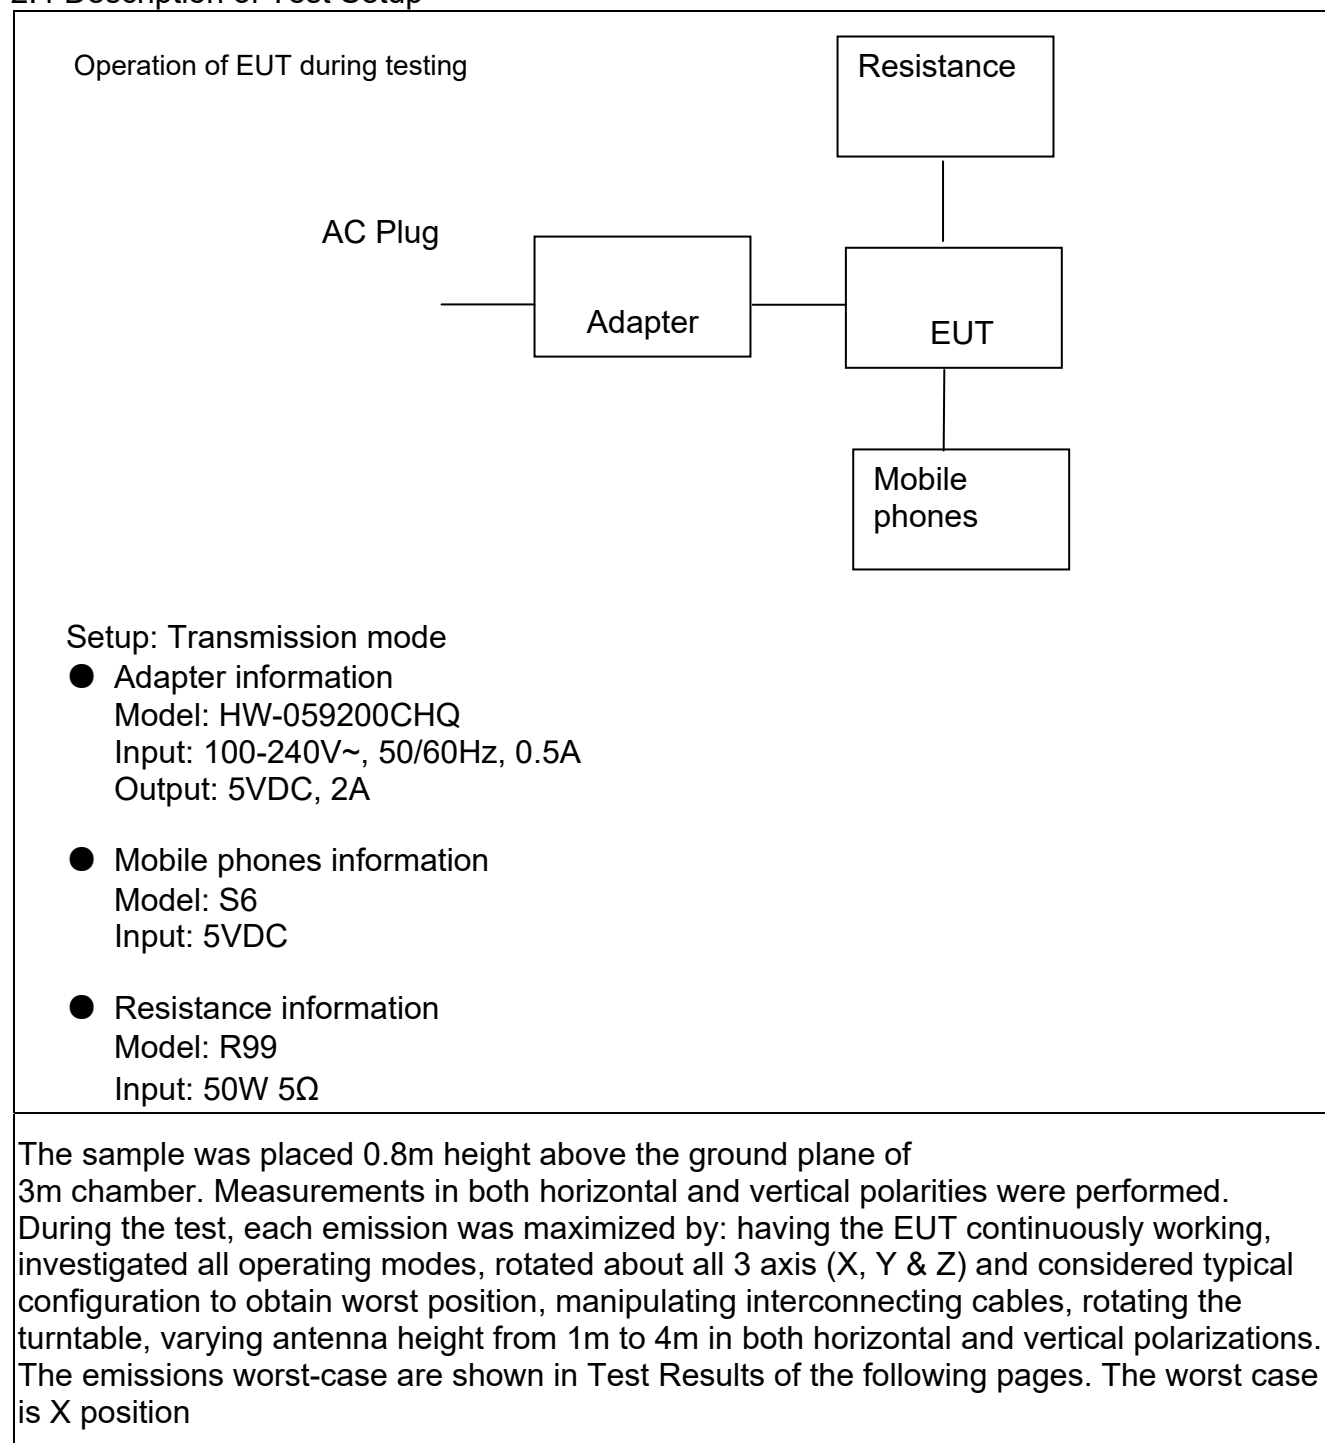 Operation of EUT during testing
Resistance
AC Plug
Adapter
EUT
Mobile
phones
Setup: Transmission mode
● Adapter information
Model: HW-059200CHQ
Input: 100-240V~, 50/60Hz, 0.5A
Output: 5VDC, 2A
● Mobile phones information
Model: S6
Input: 5VDC
● Resistance information
Model: R99
Input: 50W 5Ω
The sample was placed 0.8m height above the ground plane of
3m chamber. Measurements in both horizontal and vertical polarities were performed.
During the test, each emission was maximized by: having the EUT continuously working,
investigated all operating modes, rotated about all 3 axis (X, Y & Z) and considered typical
configuration to obtain worst position, manipulating interconnecting cables, rotating the
turntable, varying antenna height from 1m to 4m in both horizontal and vertical polarizations.
The emissions worst-case are shown in Test Results of the following pages. The worst case
is X position